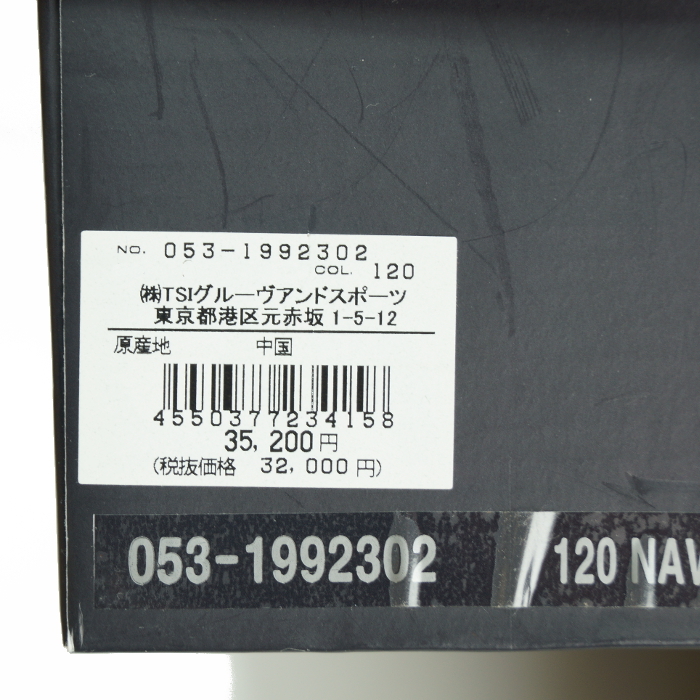 NO. 053-1992302
COL. 120
㈱TSIグルーヴアンドスポーツ
東京都港区元赤坂 1-5-12
原産地 中国
4550377234158
35,200円
(税抜価格 32,000円)
053-1992302 120 NAV